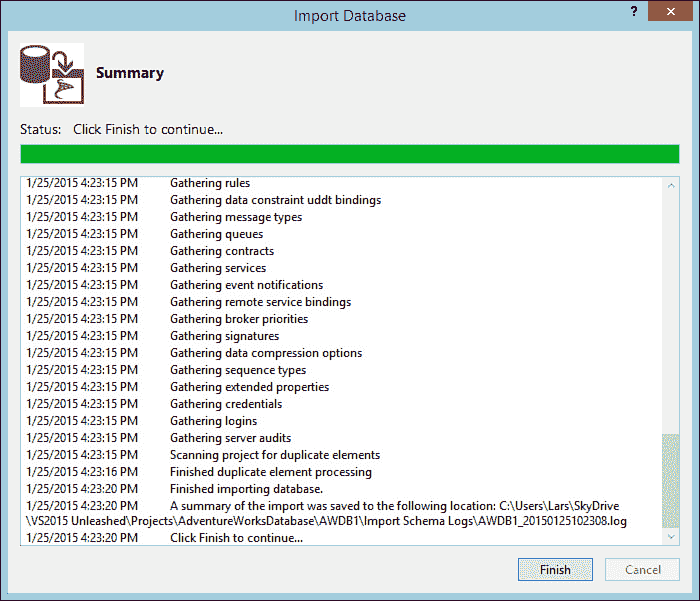 Import Database
?
Summary
Status: Click Finish to continue...
1/25/2015 4:23:15 PM Gathering rules
1/25/2015 4:23:15 PM Gathering data constraint uddt bindings
1/25/2015 4:23:15 PM Gathering message types
1/25/2015 4:23:15 PM Gathering queues
1/25/2015 4:23:15 PM Gathering contracts
1/25/2015 4:23:15 PM Gathering services
1/25/2015 4:23:15 PM Gathering event notifications
1/25/2015 4:23:15 PM Gathering remote service bindings
1/25/2015 4:23:15 PM Gathering broker priorities
1/25/2015 4:23:15 PM Gathering signatures
1/25/2015 4:23:15 PM Gathering data compression options
1/25/2015 4:23:15 PM Gathering sequence types
1/25/2015 4:23:15 PM Gathering extended properties
1/25/2015 4:23:15 PM Gathering credentials
1/25/2015 4:23:15 PM Gathering logins
1/25/2015 4:23:15 PM Gathering server audits
1/25/2015 4:23:15 PM Scanning project for duplicate elements
1/25/2015 4:23:16 PM Finished duplicate element processing
1/25/2015 4:23:20 PM Finished importing database.
1/25/2015 4:23:20 PM A summary of the import was saved to the following location: C:\Users\Lars\SkyDrive
\VS2015 Unleashed\Projects\AdventureWorksDatabase\AWDB1\Import Schema Logs\AWDB1_20150125102308.log
1/25/2015 4:23:20 PM Click Finish to continue...
Finish Cancel